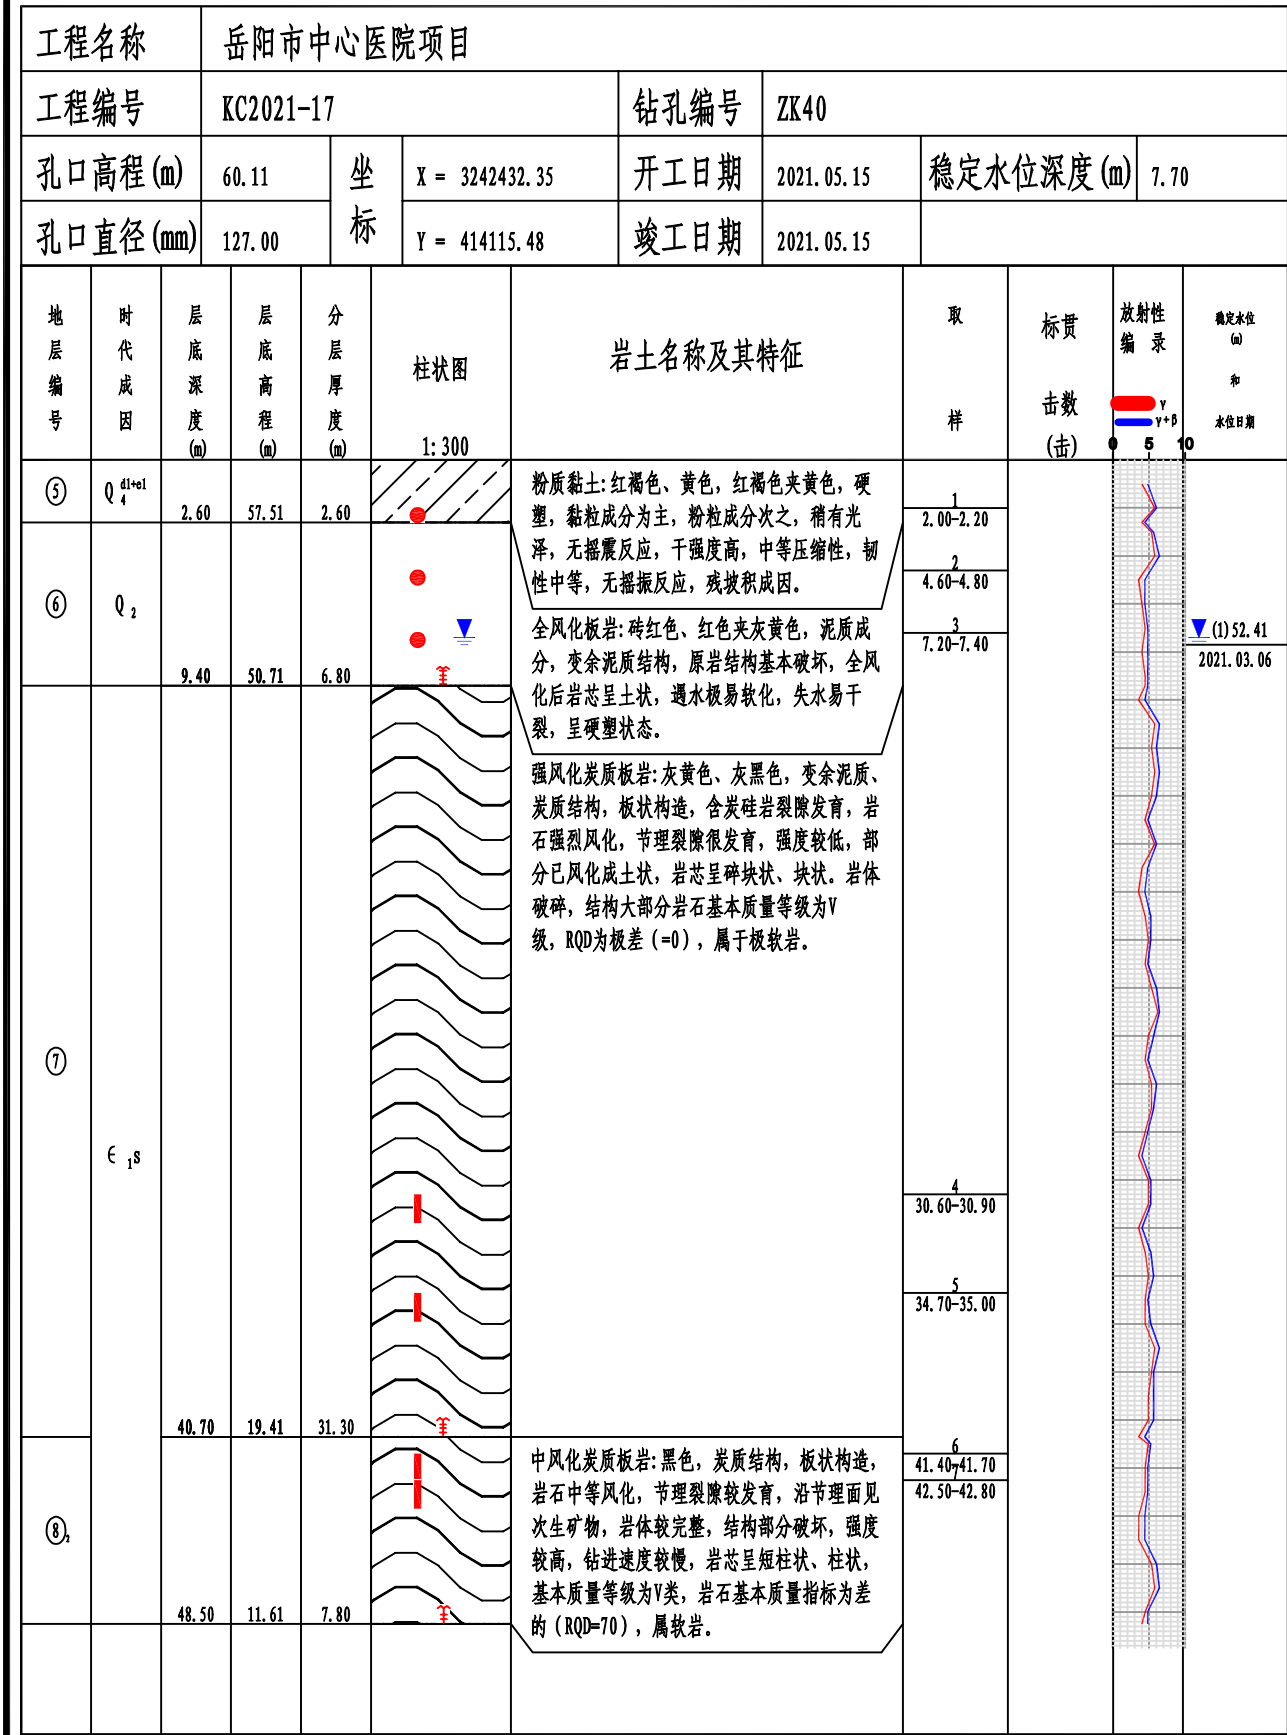 工程名称 岳阳市中心医院项目
工程编号 KC2021-17 钻孔编号 ZK40
孔口高程(m) 60.11 坐标 X = 3242432.35 开工日期 2021.05.15 稳定水位深度(m) 7.70
孔口直径(mm) 127.00 Y = 414115.48 竣工日期 2021.05.15
地层编号 时代成因 层底深度(m) 层底高程(m) 分层厚度(m) 柱状图 1:300 岩土名称及其特征 取样 标贯击数(击) 放射性编录 γ γ+β 0 5 10 稳定水位(m)和水位日期
⑤ Q 4 dl+el 2.60 57.51 2.60
粉质黏土:红褐色、黄色,红褐色夹黄色,硬
塑,黏粒成分为主,粉粒成分次之,稍有光
泽,无摇震反应,干强度高,中等压缩性,韧
性中等,无摇振反应,残坡积成因。
1
2.00-2.20
2
4.60-4.80
⑥ Q 2 9.40 50.71 6.80
全风化板岩:砖红色、红色夹灰黄色,泥质成
分,变余泥质结构,原岩结构基本破坏,全风
化后岩芯呈土状,遇水极易软化,失水易干
裂,呈硬塑状态。
3
7.20-7.40
(1)52.41
2021.03.06
⑦ ∈ 1s 40.70 19.41 31.30
强风化炭质板岩:灰黄色、灰黑色,变余泥质、
炭质结构,板状构造,含炭硅岩裂隙发育,岩
石强烈风化,节理裂隙很发育,强度较低,部
分已风化成土状,岩芯呈碎块状、块状。岩体
破碎,结构大部分岩石基本质量等级为V
级,RQD为极差(=0),属于极软岩。
4
30.60-30.90
5
34.70-35.00
⑧2 48.50 11.61 7.80
中风化炭质板岩:黑色,炭质结构,板状构造,
岩石中等风化,节理裂隙较发育,沿节理面见
次生矿物,岩体较完整,结构部分破坏,强度
较高,钻进速度较慢,岩芯呈短柱状、柱状,
基本质量等级为V类,岩石基本质量指标为差
的(RQD=70),属软岩。
6
41.40-41.70
7
42.50-42.80